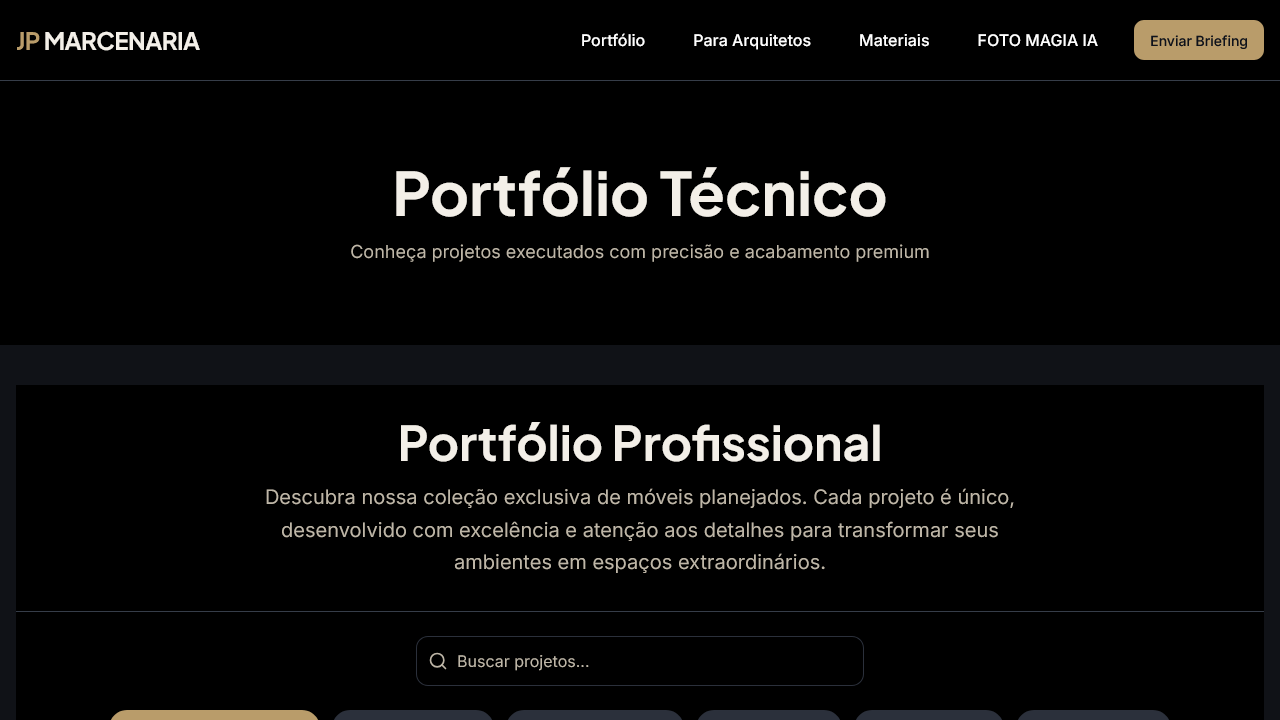 JP MARCENARIA
Portfólio
Para Arquitetos
Materiais
FOTO MAGIA IA
Enviar Briefing
Portfólio Técnico
Conheça projetos executados com precisão e acabamento premium
Portfólio Profissional
Descubra nossa coleção exclusiva de móveis planejados. Cada projeto é único,
desenvolvido com excelência e atenção aos detalhes para transformar seus
ambientes em espaços extraordinários.
Buscar projetos...